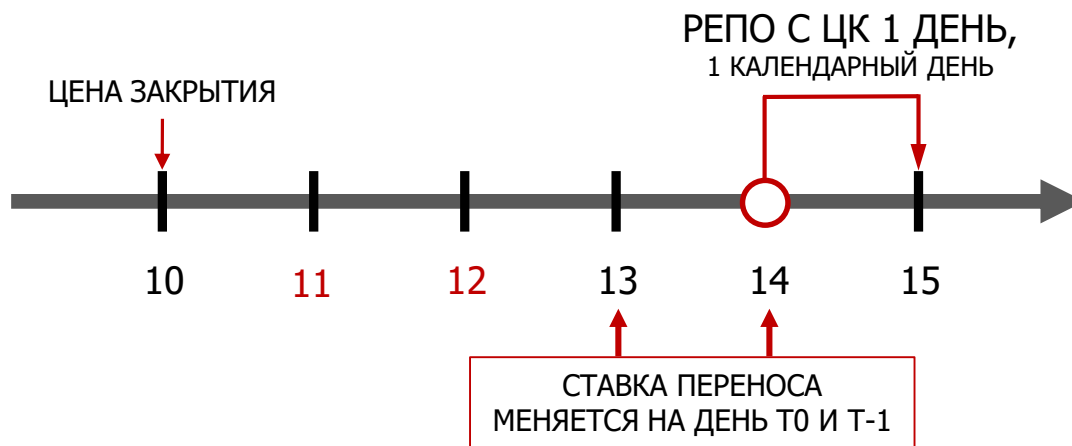 РЕПО С ЦК 1 ДЕНЬ,
1 КАЛЕНДАРНЫЙ ДЕНЬ
ЦЕНА ЗАКРЫТИЯ
10 11 12 13 14 15
СТАВКА ПЕРЕНОСА
МЕНЯЕТСЯ НА ДЕНЬ Т0 И Т-1